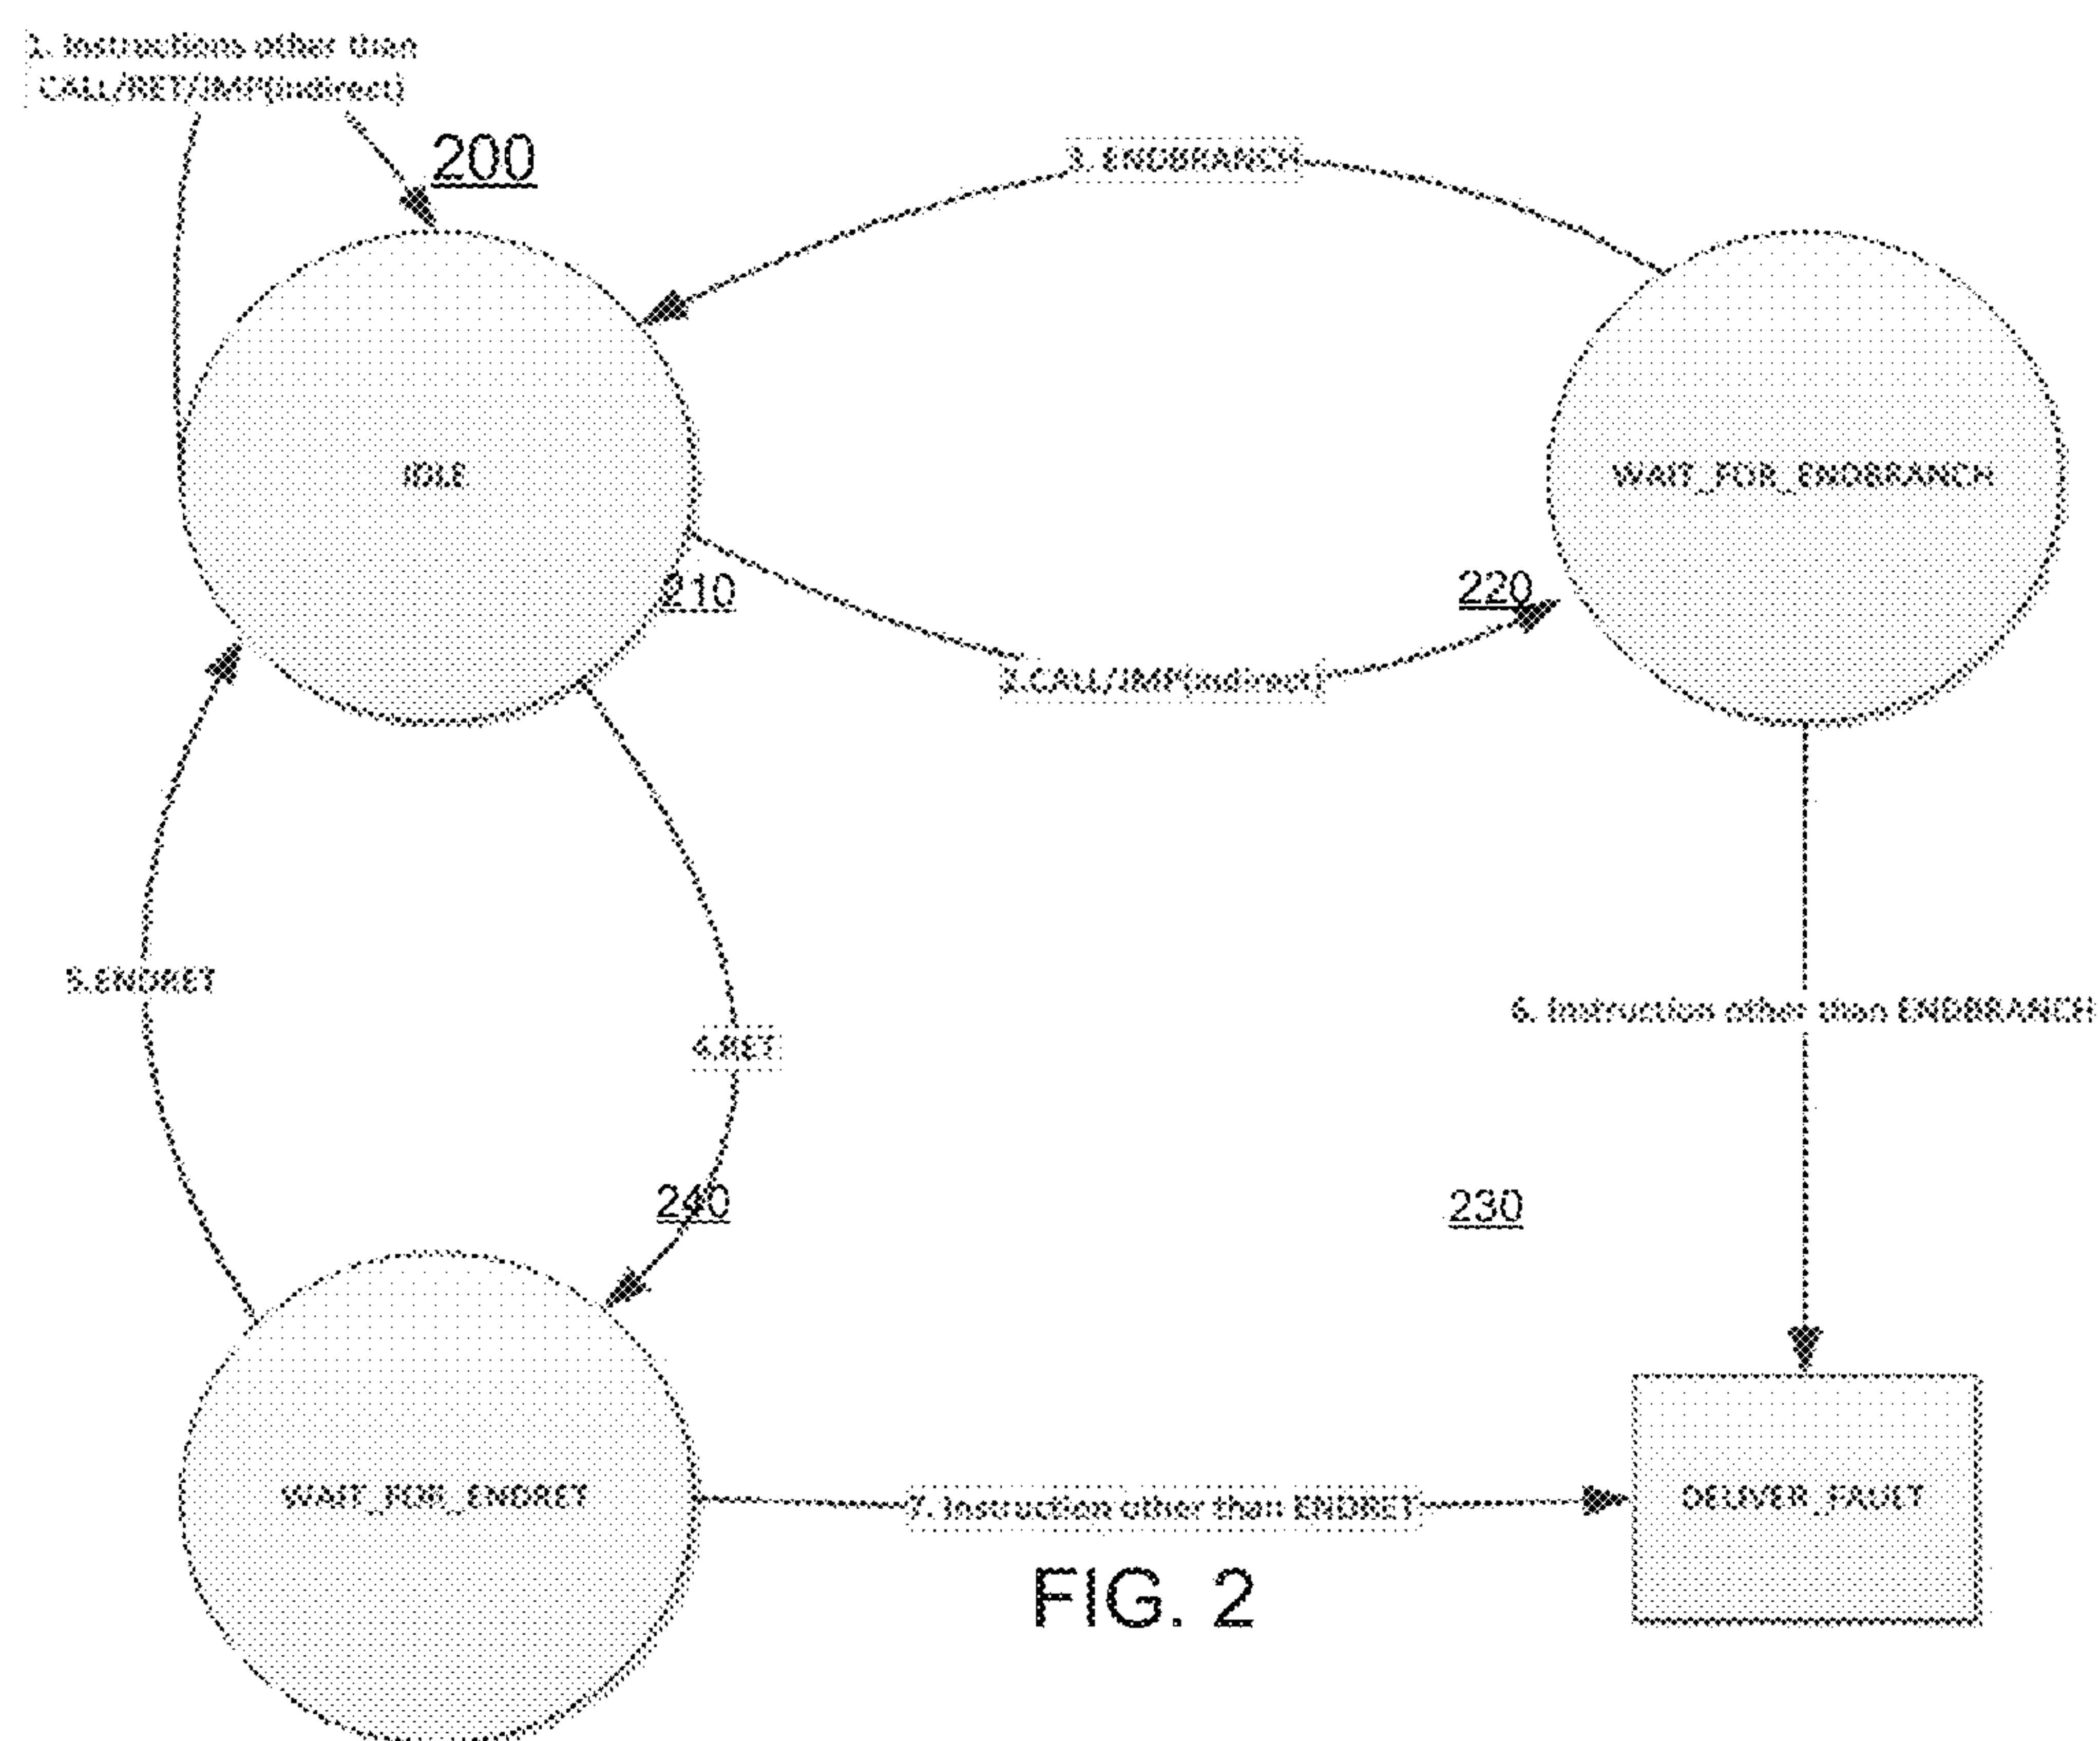 1. Instructions other than
CALL/RET/JMP(indirect)
200
3. ENDBRANCH
IDLE
WAIT_FOR_ENDBRANCH
210
220
2.CALL/JMP(indirect)
5.ENDRET
6. Instruction other than ENDBRANCH
4.RET
240
230
WAIT_FOR_ENDRET
7. Instruction other than ENDRET
DELIVER_FAULT
FIG. 2